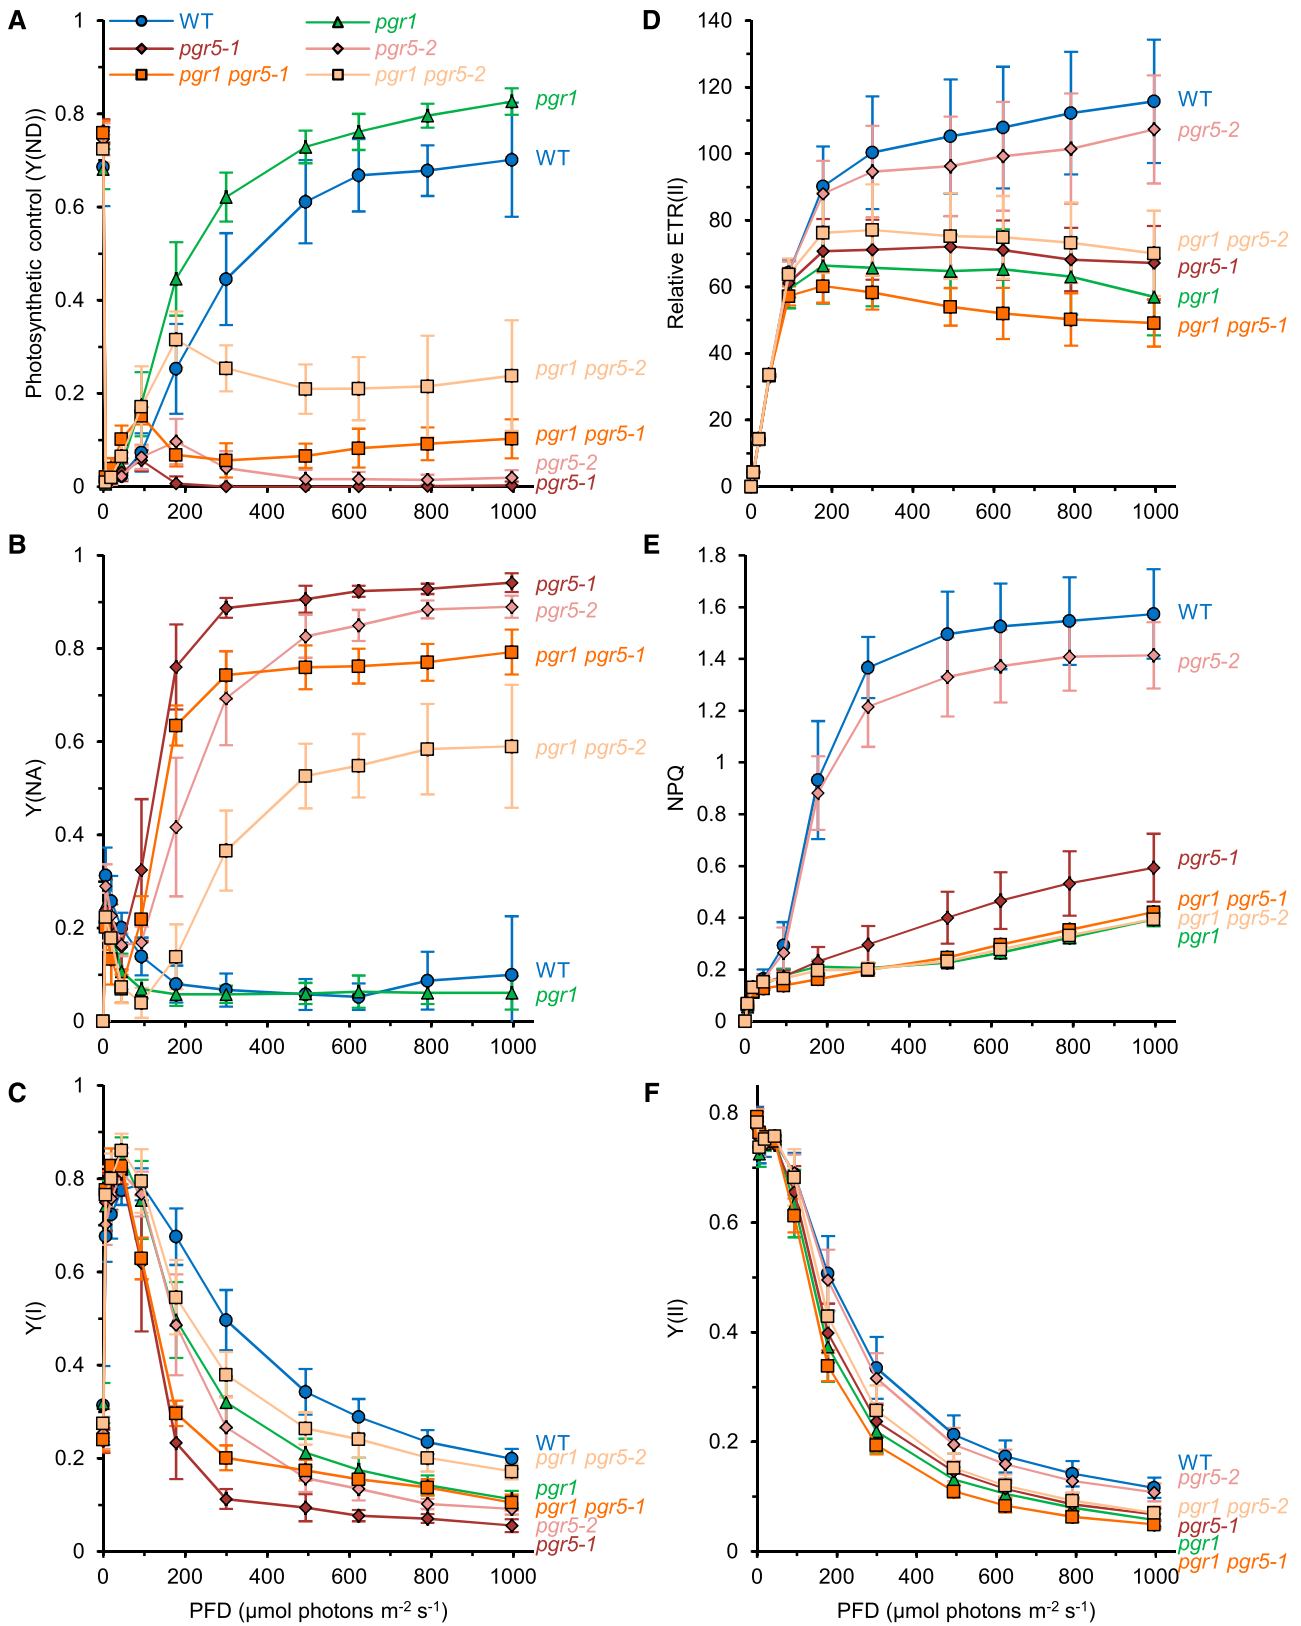 A
WT
pgr1
pgr5-1
pgr5-2
pgr1 pgr5-1
pgr1 pgr5-2
Photosynthetic control (Y(ND))
1
0.8
0.6
0.4
0.2
0
0 200 400 600 800 1000
pgr1
WT
pgr1 pgr5-2
pgr1 pgr5-1
pgr5-2
pgr5-1
D
Relative ETR(II)
140
120
100
80
60
40
20
0
0 200 400 600 800 1000
WT
pgr5-2
pgr1 pgr5-2
pgr5-1
pgr1
pgr1 pgr5-1
B
Y(NA)
1
0.8
0.6
0.4
0.2
0
0 200 400 600 800 1000
pgr5-1
pgr5-2
pgr1 pgr5-1
pgr1 pgr5-2
WT
pgr1
E
NPQ
1.8
1.6
1.4
1.2
1
0.8
0.6
0.4
0.2
0
0 200 400 600 800 1000
WT
pgr5-2
pgr5-1
pgr1 pgr5-1
pgr1 pgr5-2
pgr1
C
Y(I)
1
0.8
0.6
0.4
0.2
0
0 200 400 600 800 1000
PFD (µmol photons m-2 s-1)
WT
pgr1 pgr5-2
pgr1
pgr1 pgr5-1
pgr5-2
pgr5-1
F
Y(II)
0.8
0.6
0.4
0.2
0
0 200 400 600 800 1000
PFD (µmol photons m-2 s-1)
WT
pgr5-2
pgr1 pgr5-2
pgr5-1
pgr1
pgr1 pgr5-1